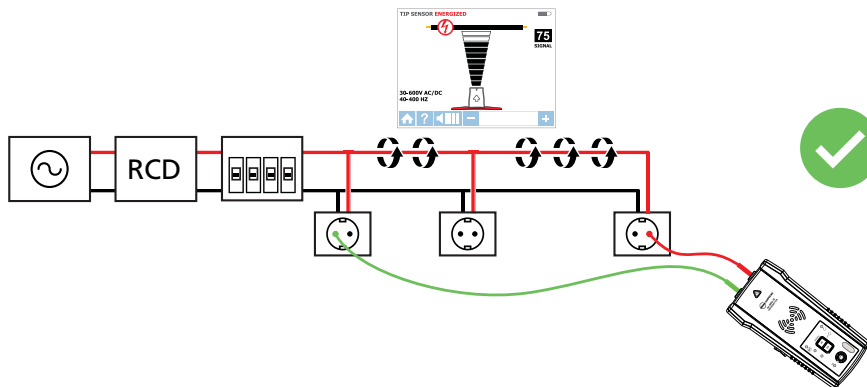 TIP SENSOR ENERGIZED
75
SIGNAL
30-600V AC/DC
40-400 HZ
?
RCD